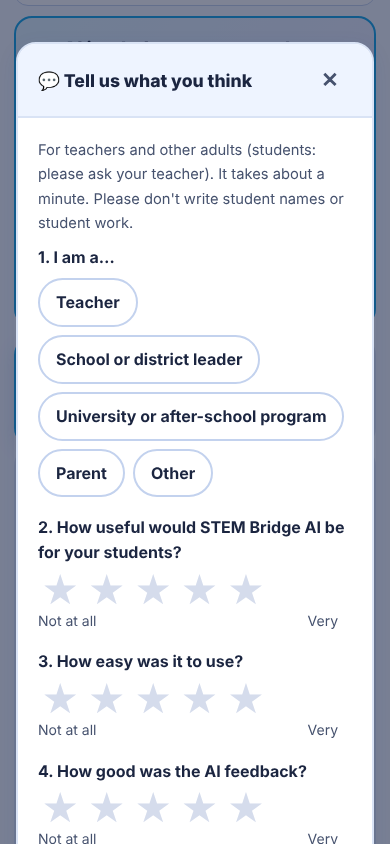 💬 Tell us what you think
✕
For teachers and other adults (students:
please ask your teacher). It takes about a
minute. Please don't write student names or
student work.
1. I am a...
Teacher
School or district leader
University or after-school program
Parent
Other
2. How useful would STEM Bridge AI be
for your students?
★ ★ ★ ★ ★
Not at all
Very
3. How easy was it to use?
★ ★ ★ ★ ★
Not at all
Very
4. How good was the AI feedback?
★ ★ ★ ★ ★
Not at all
Very